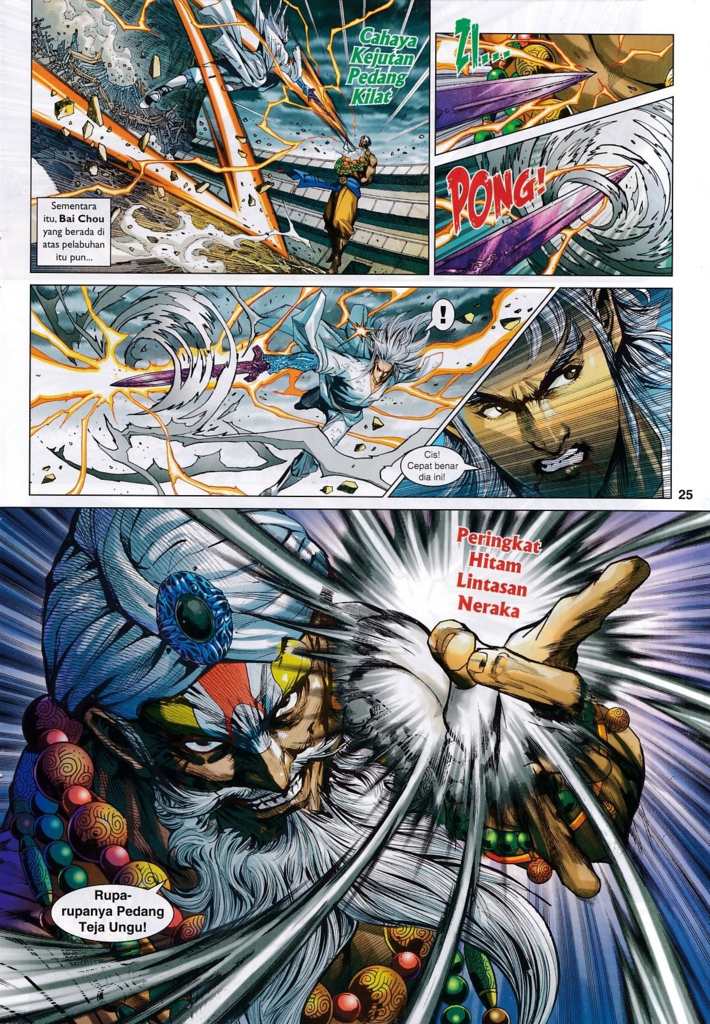 Cahaya
Kejutan
Pedang
Kilat
Sementara
itu, Bai Chou
yang berada di
atas pelabuhan
itu pun...
ZI...
PONG!
!
Cis!
Cepat benar
dia ini!
25
Peringkat
Hitam
Lintasan
Neraka
Rupa-
rupanya Pedang
Teja Ungu!